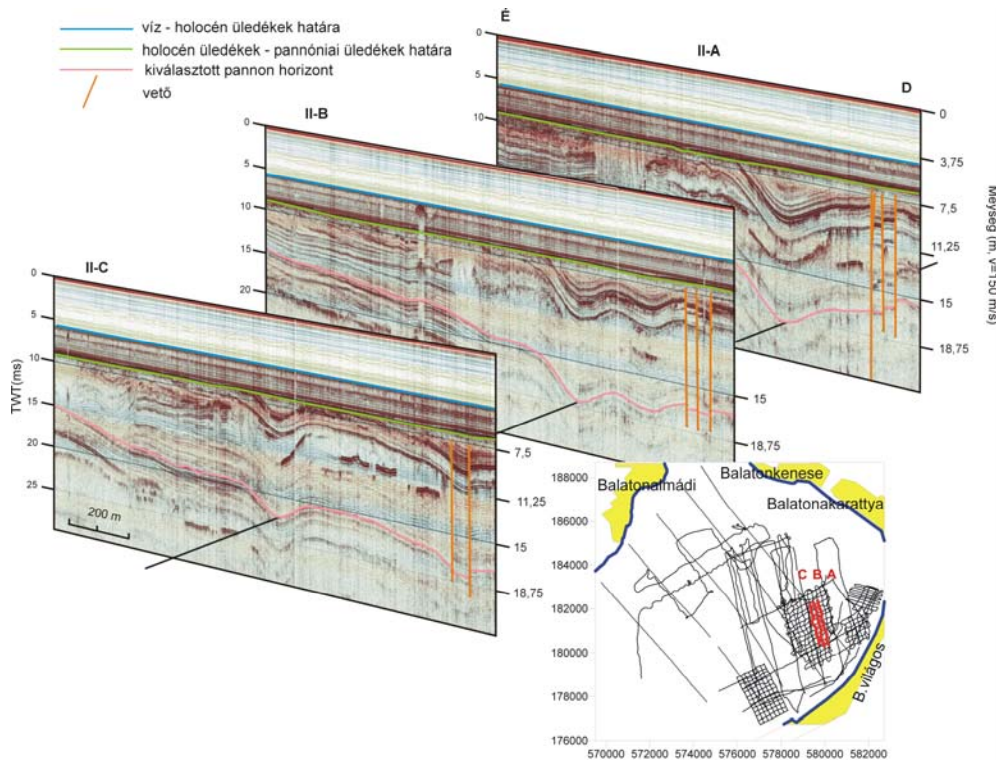 víz - holocén üledékek határa
holocén üledékek - pannóniai üledékek határa
kiválasztott pannon horizont
vető
É
II-A
D
0
5
10
0
3,75
7,5
11,25
15
18,75
Méység (m, v=150 m/s)
II-B
0
5
10
15
20
15
18,75
II-C
0
5
10
15
20
25
TWT(ms)
200 m
7,5
11,25
15
18,75
188000
186000
184000
182000
180000
178000
176000
570000 572000 574000 576000 578000 580000 582000
Balatonalmádi
Balatonkenese
Balatonakarattya
C B A
B.világos